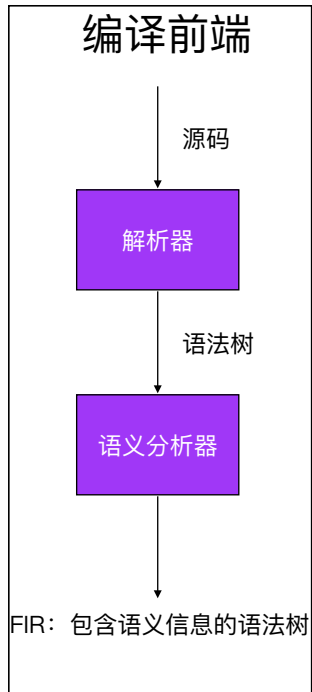 编译前端
源码
解析器
语法树
语义分析器
FIR：包含语义信息的语法树